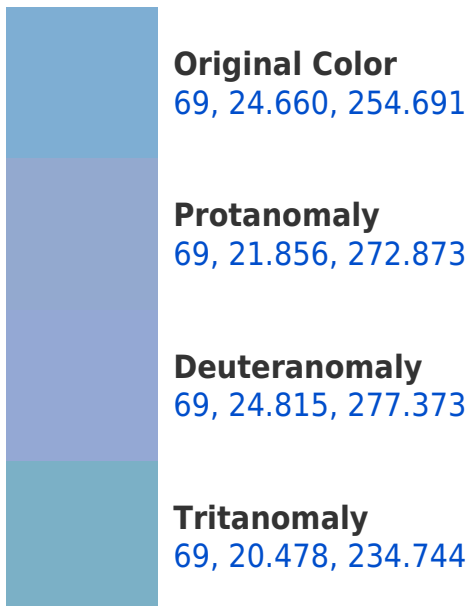 Original Color
69, 24.660, 254.691
Protanomaly
69, 21.856, 272.873
Deuteranomaly
69, 24.815, 277.373
Tritanomaly
69, 20.478, 234.744